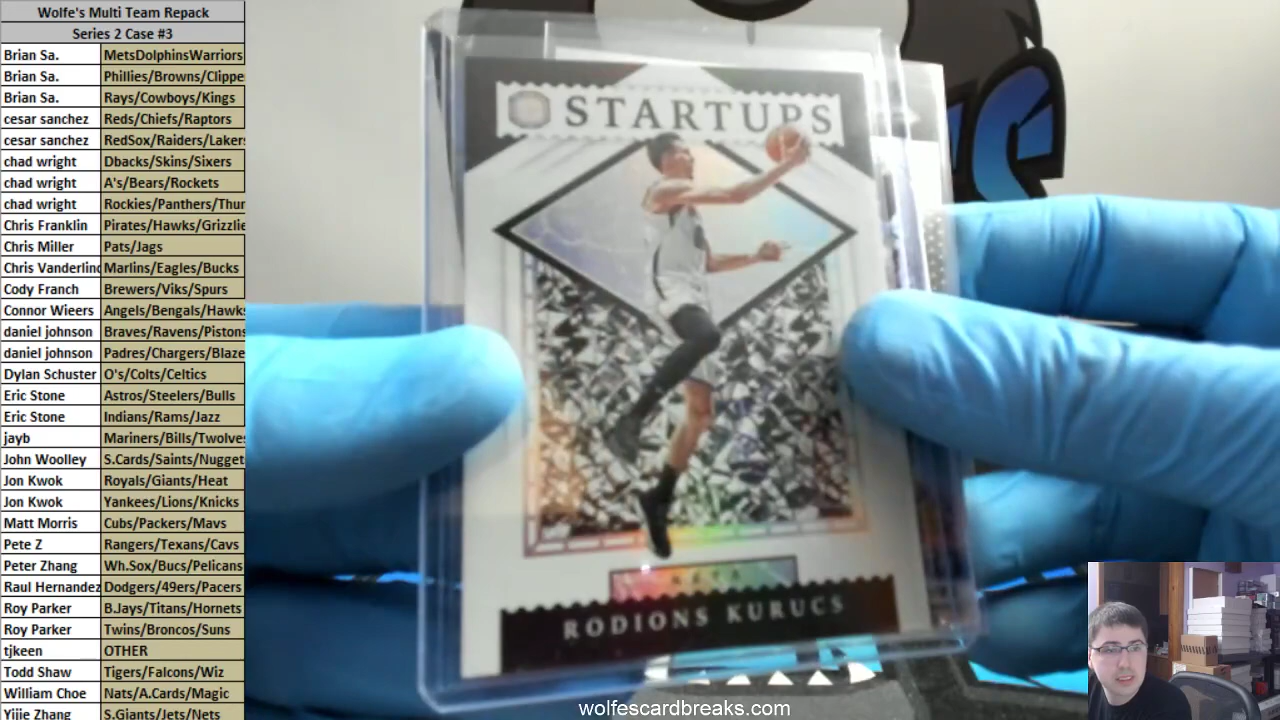 Wolfe's Multi Team Repack
Series 2 Case #3
Brian Sa. MetsDolphinsWarriors
Brian Sa. Phillies/Browns/Clippe
Brian Sa. Rays/Cowboys/Kings
cesar sanchez Reds/Chiefs/Raptors
cesar sanchez RedSox/Raiders/Laker
chad wright Dbacks/Skins/Sixers
chad wright A's/Bears/Rockets
chad wright Rockies/Panthers/Thur
Chris Franklin Pirates/Hawks/Grizzlie
Chris Miller Pats/Jags
Chris Vanderlind Marlins/Eagles/Bucks
Cody Franch Brewers/Viks/Spurs
Connor Wieers Angels/Bengals/Hawk
daniel johnson Braves/Ravens/Pistons
daniel johnson Padres/Chargers/Blaze
Dylan Schuster O's/Colts/Celtics
Eric Stone Astros/Steelers/Bulls
Eric Stone Indians/Rams/Jazz
jayb Mariners/Bills/Twolve
John Woolley S.Cards/Saints/Nugget
Jon Kwok Royals/Giants/Heat
Jon Kwok Yankees/Lions/Knicks
Matt Morris Cubs/Packers/Mavs
Pete Z Rangers/Texans/Cavs
Peter Zhang Wh.Sox/Bucs/Pelicans
Raul Hernandez Dodgers/49ers/Pacers
Roy Parker B.Jays/Titans/Hornets
Roy Parker Twins/Broncos/Suns
tjkeen OTHER
Todd Shaw Tigers/Falcons/Wiz
William Choe Nats/A.Cards/Magic
Yijie Zhang S.Giants/Jets/Nets
STARTUPS
NETS
RODIONS KURUCS
wolfescardbreaks.com